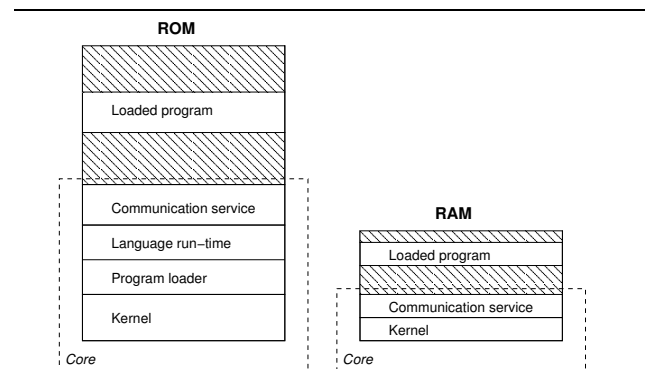 ROM
Loaded program
Communication service
Language run−time
Program loader
Kernel
Core
RAM
Loaded program
Communication service
Kernel
Core